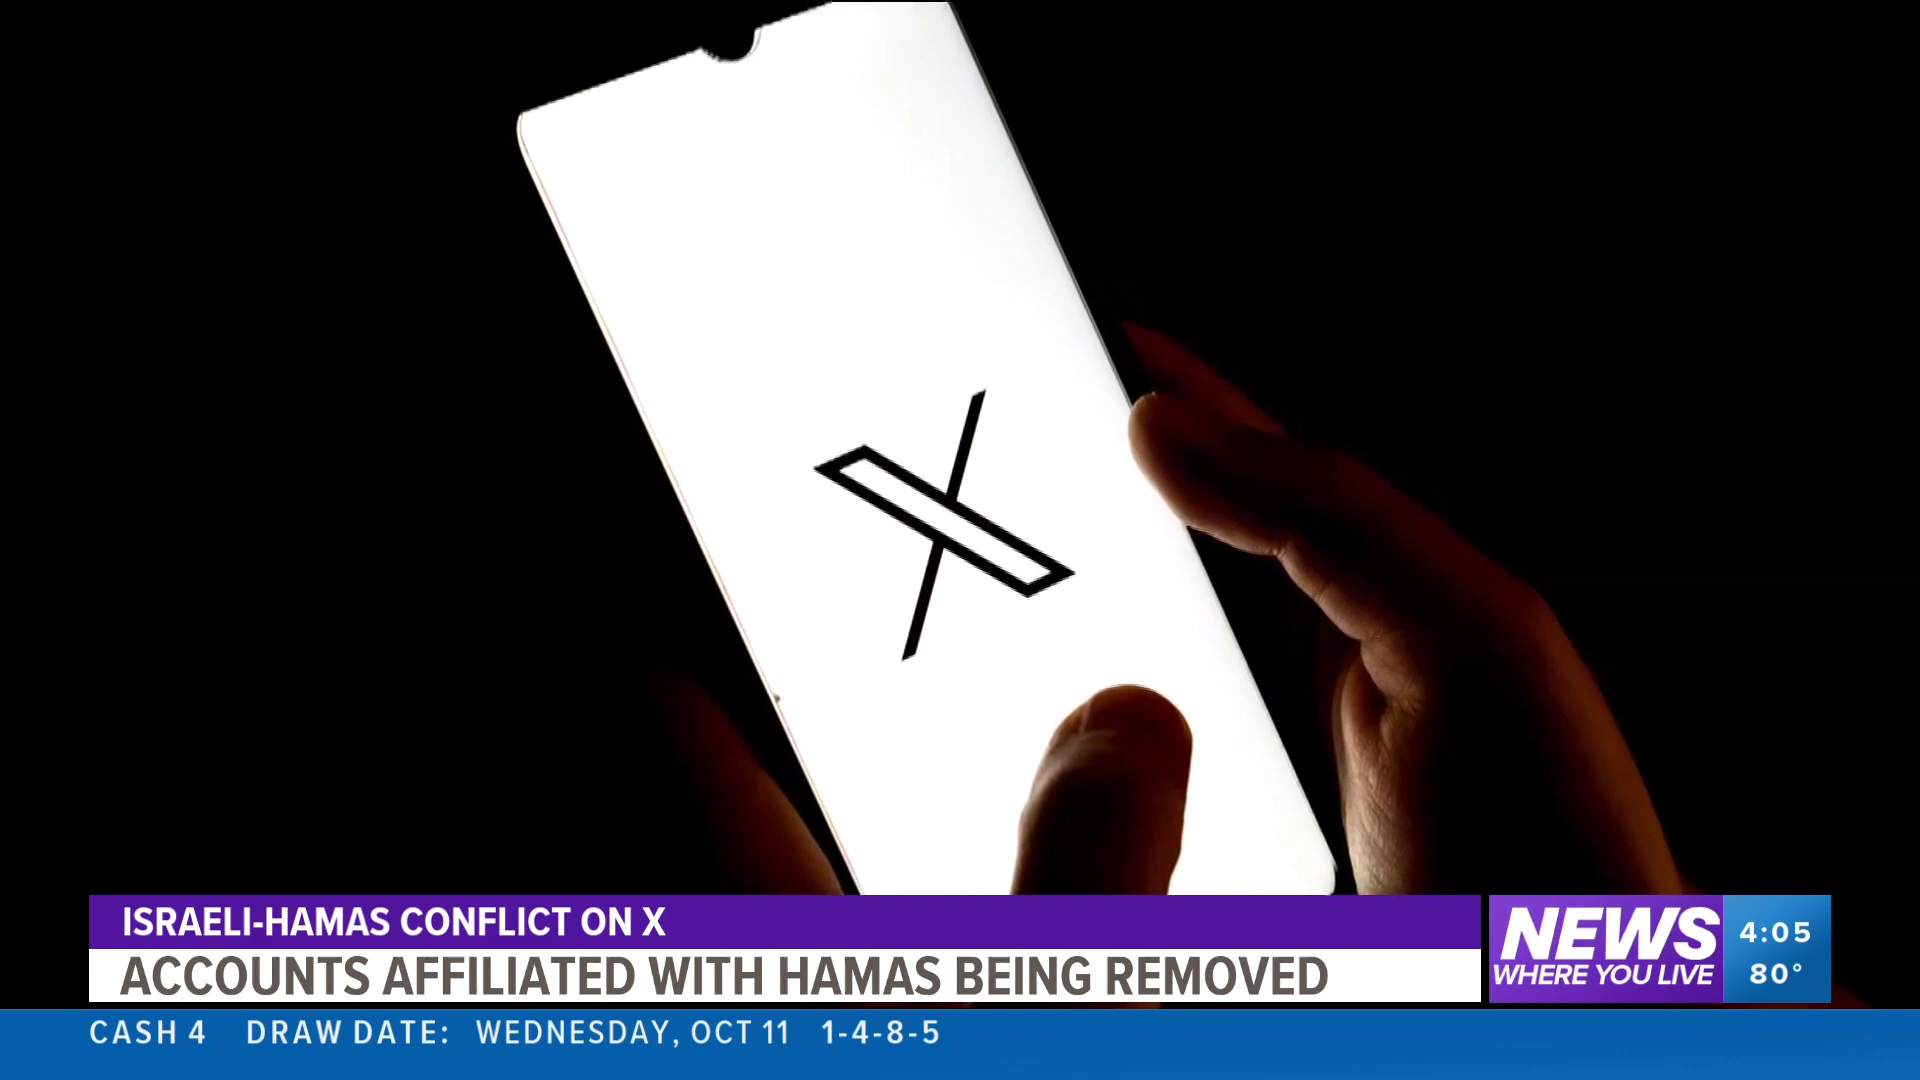 X
ISRAELI-HAMAS CONFLICT ON X
ACCOUNTS AFFILIATED WITH HAMAS BEING REMOVED
NEWS
WHERE YOU LIVE
4:05
80°
CASH 4 DRAW DATE: WEDNESDAY, OCT 11 1-4-8-5